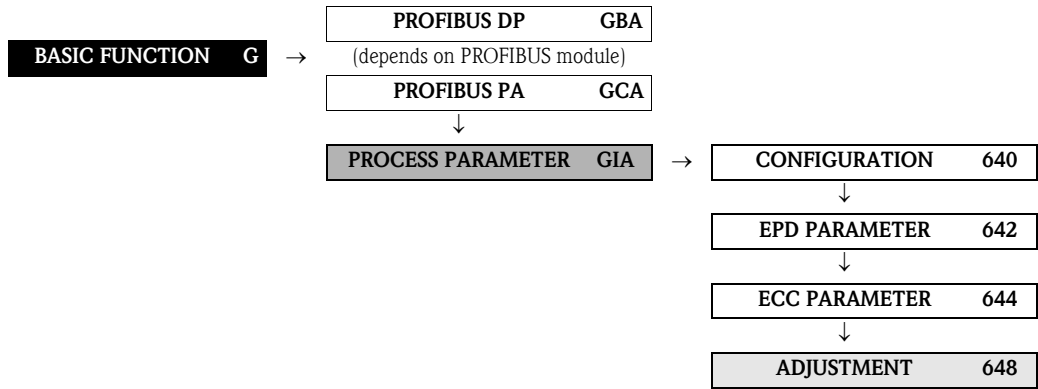 PROFIBUS DP GBA
BASIC FUNCTION G → (depends on PROFIBUS module)
PROFIBUS PA GCA
↓
PROCESS PARAMETER GIA → CONFIGURATION 640
↓
EPD PARAMETER 642
↓
ECC PARAMETER 644
↓
ADJUSTMENT 648